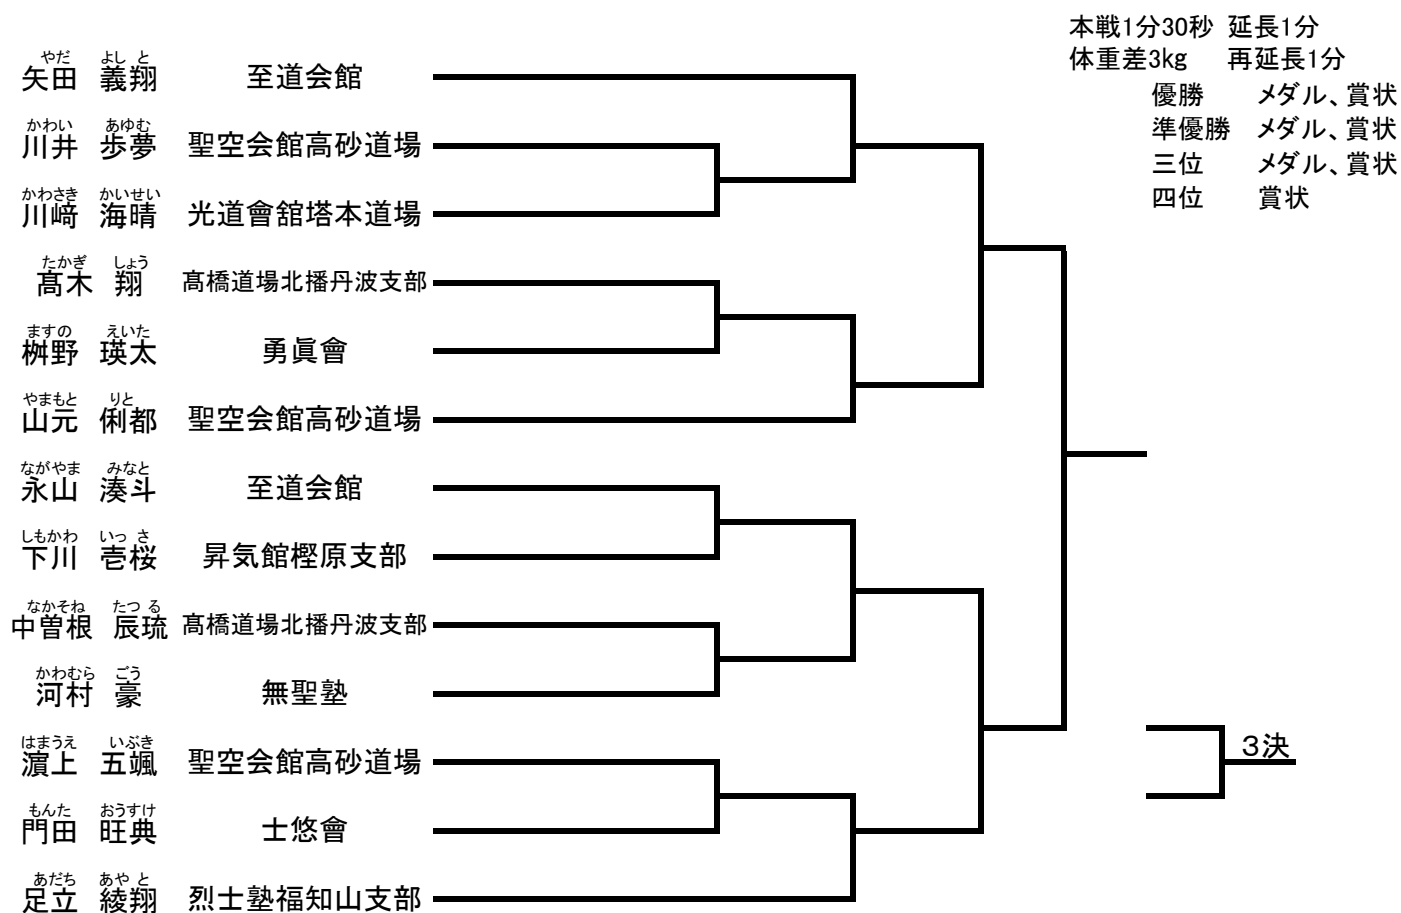 本戦1分30秒 延長1分
体重差3kg 再延長1分
優勝 メダル、賞状
準優勝 メダル、賞状
三位 メダル、賞状
四位 賞状
やだ よし と
矢田 義翔 至道会館
かわい あゆむ
川井 歩夢 聖空会館高砂道場
かわさき かいせい
川﨑 海晴 光道會舘塔本道場
たかぎ しょう
髙木 翔 髙橋道場北播丹波支部
ますの えいた
桝野 瑛太 勇眞會
やまもと りと
山元 俐都 聖空会館高砂道場
ながやま みなと
永山 湊斗 至道会館
しもかわ いっ さ
下川 壱桜 昇気館樫原支部
なかそね たつ る
中曽根 辰琉 髙橋道場北播丹波支部
かわむら ごう
河村 豪 無聖塾
はまうえ いぶき
濵上 五颯 聖空会館高砂道場
もんた おうすけ
門田 旺典 士悠會
あだち あや と
足立 綾翔 烈士塾福知山支部
３決